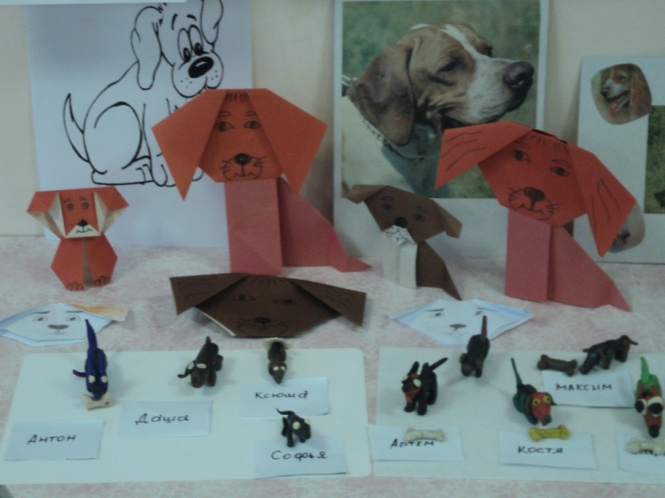 Антон
Даша
Ксюша
Софья
Артём
Костя
Максим